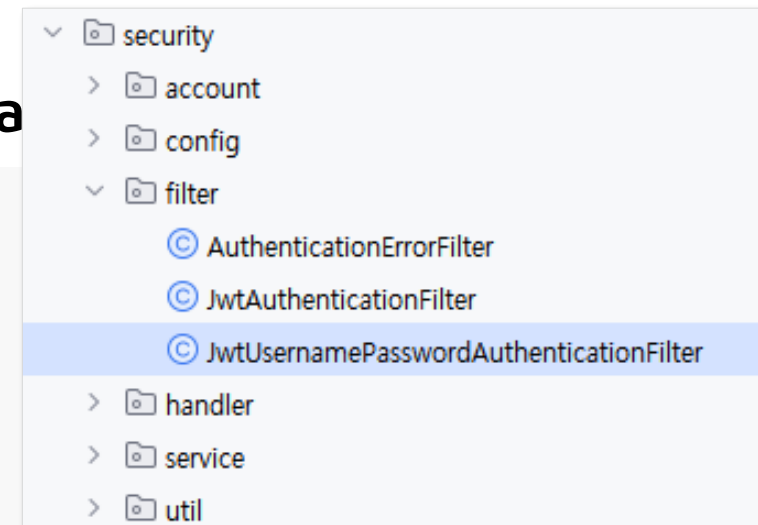 security
account
a
config
filter
AuthenticationErrorFilter
JwtAuthenticationFilter
JwtUsernamePasswordAuthenticationFilter
handler
service
util